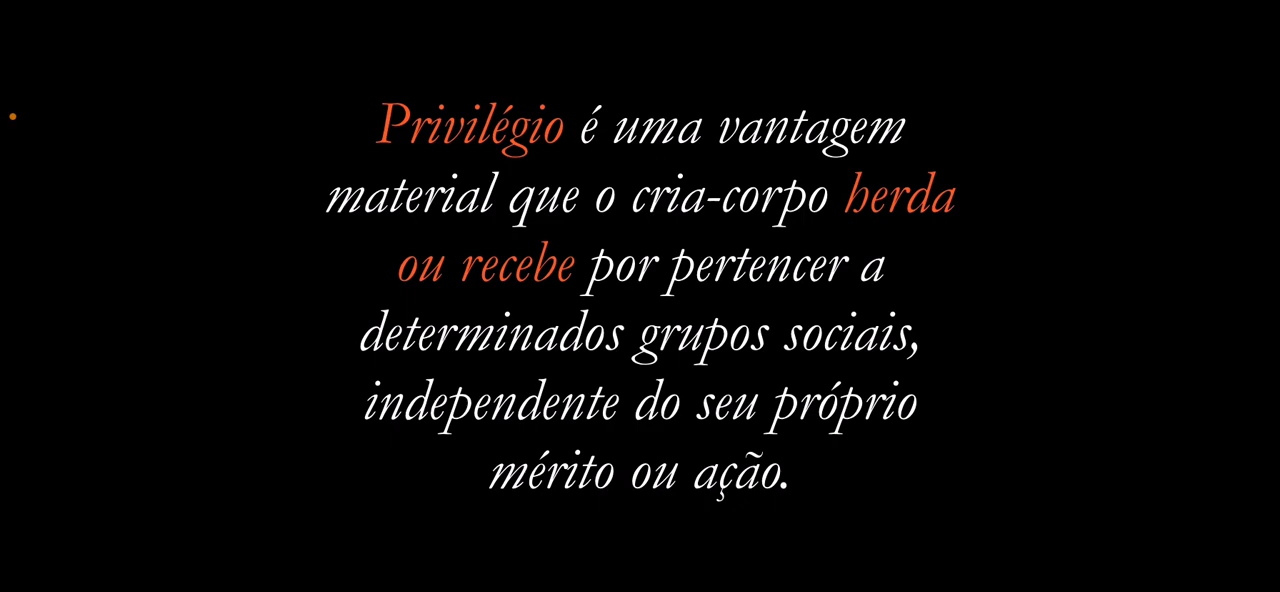 Privilégio é uma vantagem
material que o cria-corpo herda
ou recebe por pertencer a
determinados grupos sociais,
independente do seu próprio
mérito ou ação.